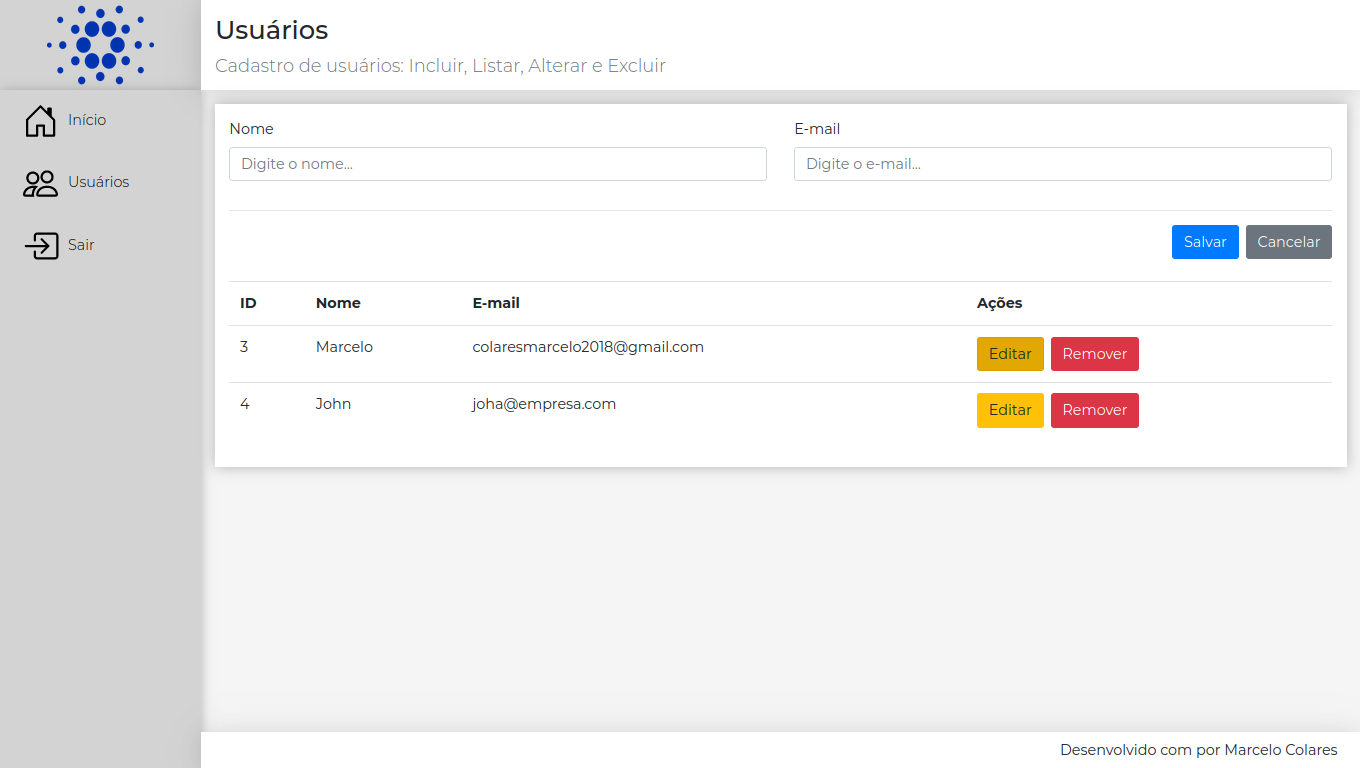 Usuários
Cadastro de usuários: Incluir, Listar, Alterar e Excluir
Início
Usuários
Sair
Nome E-mail
Digite o nome... Digite o e-mail...
Salvar Cancelar
ID Nome E-mail Ações
3 Marcelo colaresmarcelo2018@gmail.com Editar Remover
4 John joha@empresa.com Editar Remover
Desenvolvido com por Marcelo Colares